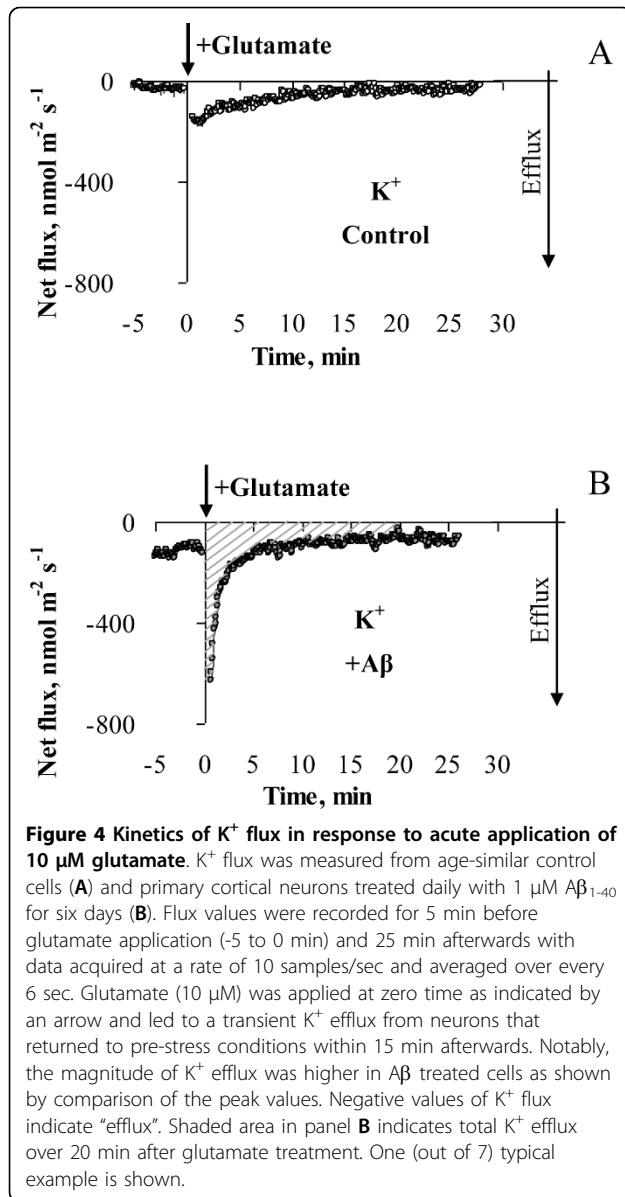 +Glutamate
A
0
-400
-800
Net flux, nmol m⁻² s⁻¹
K⁺
Control
Efflux
-5 0 5 10 15 20 25 30
Time, min
+Glutamate
B
0
-400
-800
Net flux, nmol m⁻² s⁻¹
K⁺
+Aβ
Efflux
-5 0 5 10 15 20 25 30
Time, min
Figure 4 Kinetics of K⁺ flux in response to acute application of
10 μM glutamate. K⁺ flux was measured from age-similar control
cells (A) and primary cortical neurons treated daily with 1 μM Aβ₁₋₄₀
for six days (B). Flux values were recorded for 5 min before
glutamate application (-5 to 0 min) and 25 min afterwards with
data acquired at a rate of 10 samples/sec and averaged over every
6 sec. Glutamate (10 μM) was applied at zero time as indicated by
an arrow and led to a transient K⁺ efflux from neurons that
returned to pre-stress conditions within 15 min afterwards. Notably,
the magnitude of K⁺ efflux was higher in Aβ treated cells as shown
by comparison of the peak values. Negative values of K⁺ flux
indicate “efflux”. Shaded area in panel B indicates total K⁺ efflux
over 20 min after glutamate treatment. One (out of 7) typical
example is shown.